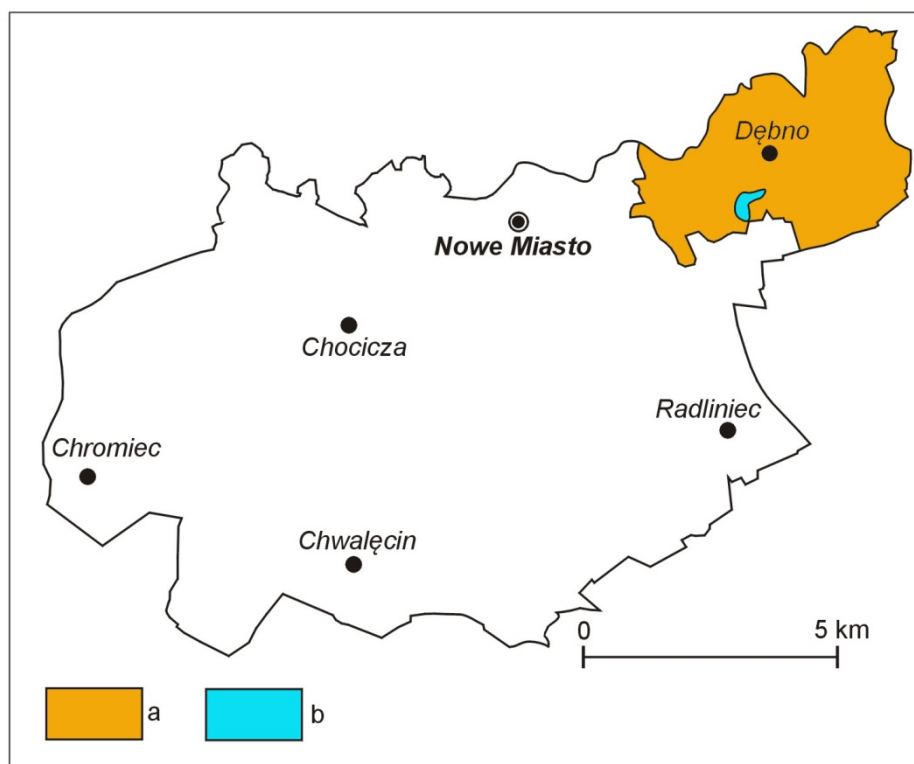 Dębno
Nowe Miasto
Chocicza
Radliniec
Chromiec
Chwalęcin
0 5 km
a b